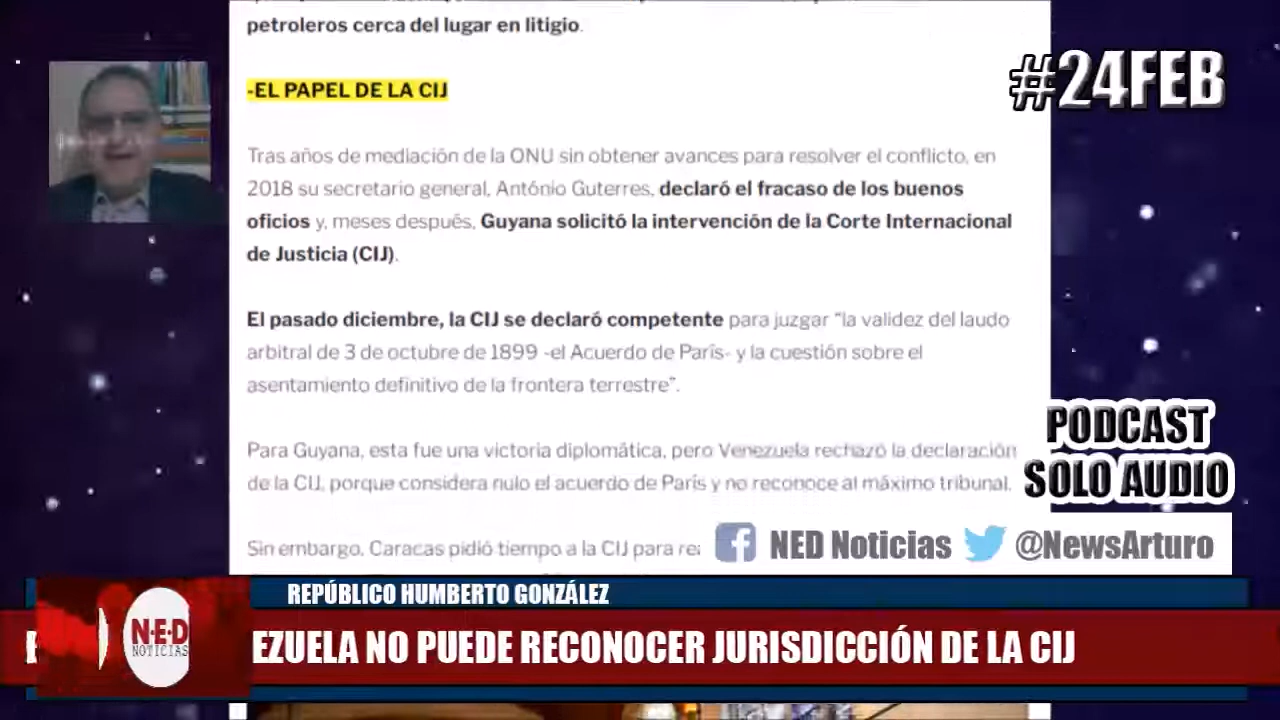 petroleros cerca del lugar en litigio.
#24FEB
-EL PAPEL DE LA CIJ
Tras años de mediación de la ONU sin obtener avances para resolver el conflicto, en
2018 su secretario general, António Guterres, declaró el fracaso de los buenos
oficios y, meses después, Guyana solicitó la intervención de la Corte Internacional
de Justicia (CIJ).
El pasado diciembre, la CIJ se declaró competente para juzgar “la validez del laudo
arbitral de 3 de octubre de 1899 -el Acuerdo de París- y la cuestión sobre el
asentamiento definitivo de la frontera terrestre”.
Para Guyana, esta fue una victoria diplomática, pero Venezuela rechazó la declaración
de la CIJ, porque considera nulo el acuerdo de París y no reconoce al máximo tribunal.
Sin embargo, Caracas pidió tiempo a la CIJ para
PODCAST
SOLO AUDIO
NED Noticias @NewsArturo
REPÚBLICO HUMBERTO GONZÁLEZ
N·E·D
NOTICIAS
EZUELA NO PUEDE RECONOCER JURISDICCIÓN DE LA CIJ